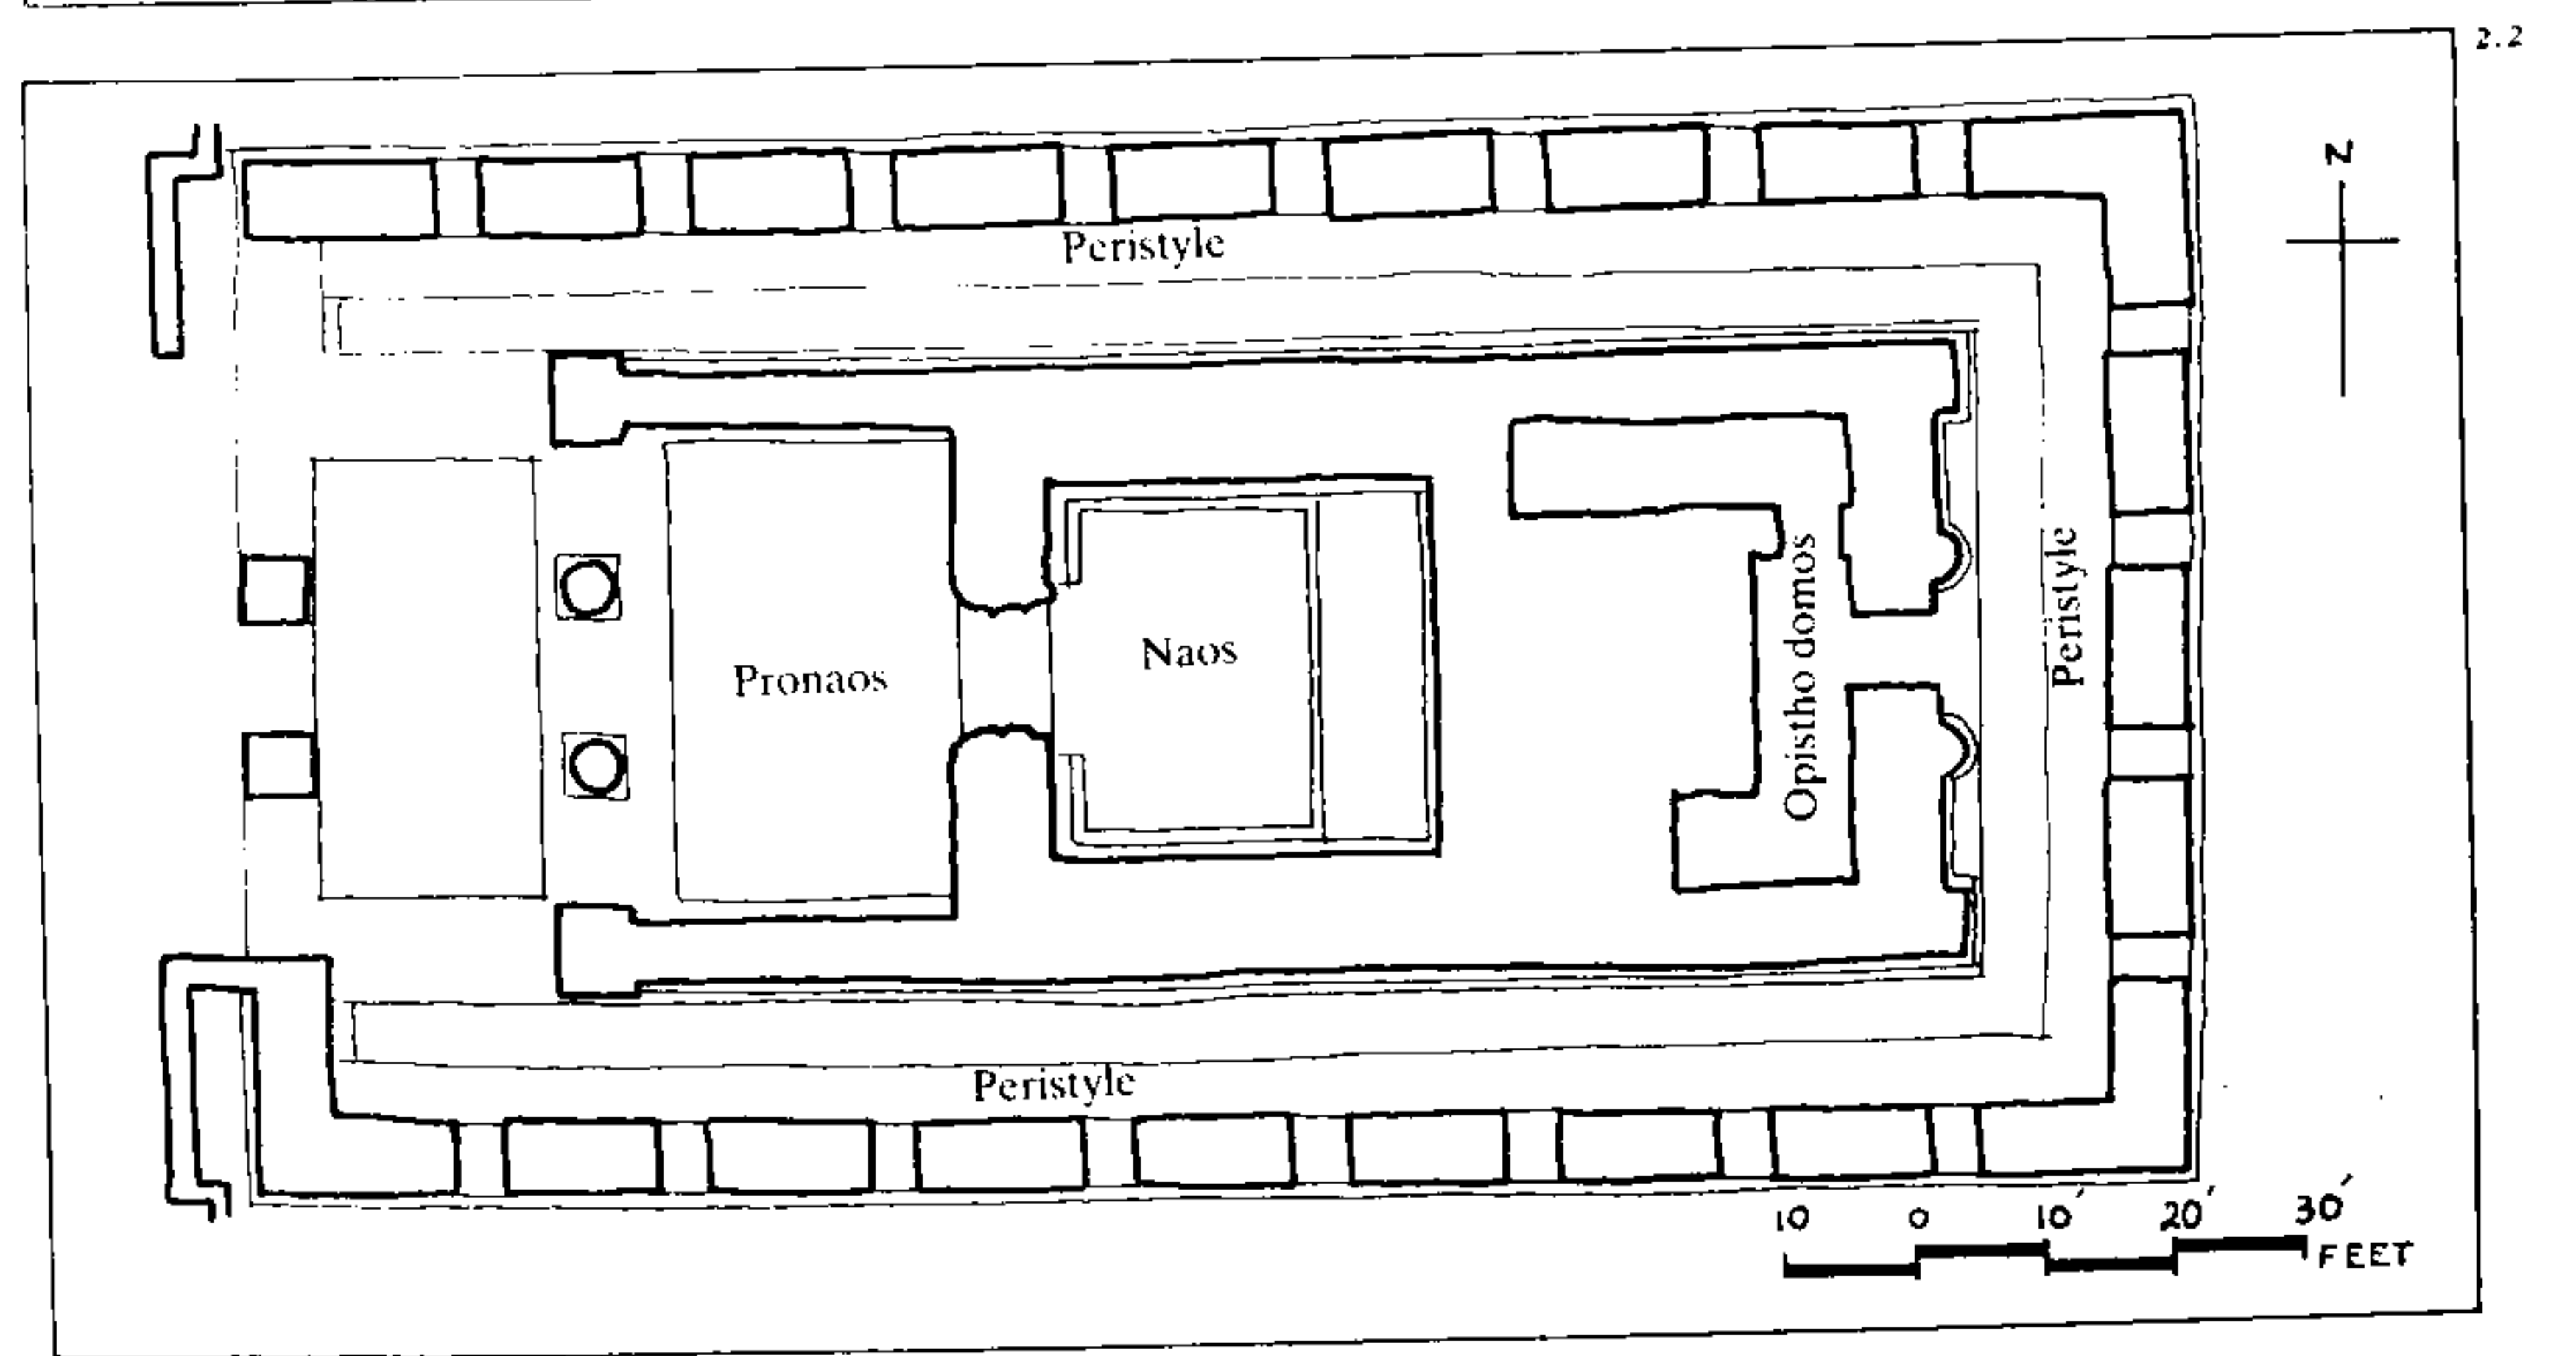 2.2
N
Peristyle
Pronaos
Naos
Opistho domos
Peristyle
Peristyle
10 0 10' 20' 30'
FEET